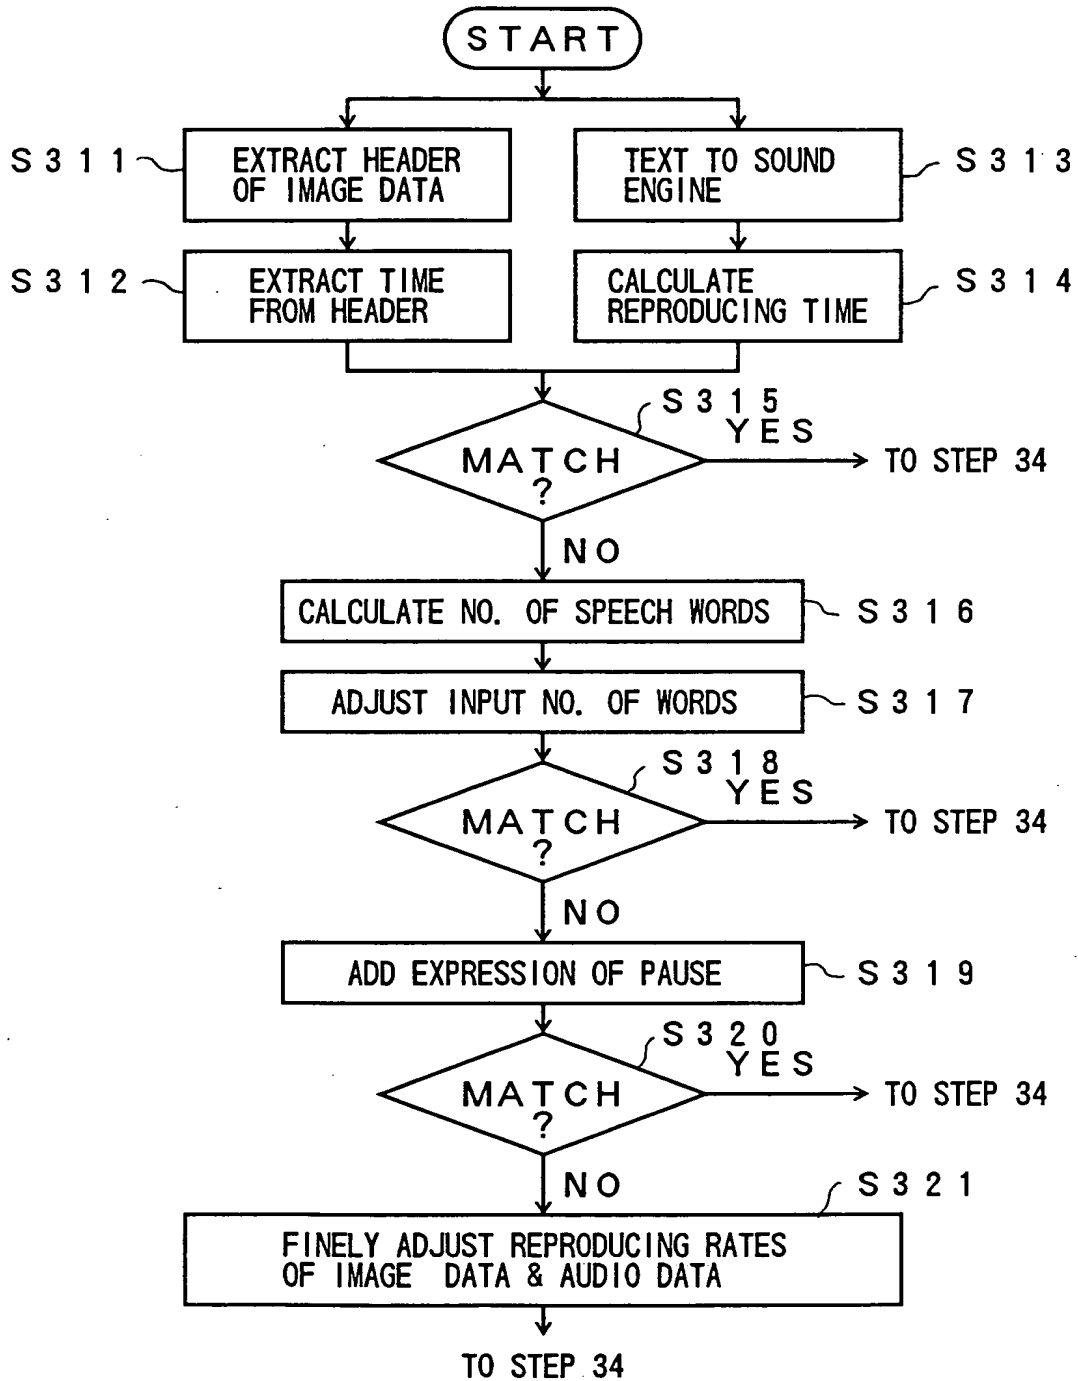 START
S311
EXTRACT HEADER
OF IMAGE DATA
TEXT TO SOUND
ENGINE
S313
S312
EXTRACT TIME
FROM HEADER
CALCULATE
REPRODUCING TIME
S314
S315
YES
MATCH
?
TO STEP 34
NO
CALCULATE NO. OF SPEECH WORDS
S316
ADJUST INPUT NO. OF WORDS
S317
S318
YES
MATCH
?
TO STEP 34
NO
ADD EXPRESSION OF PAUSE
S319
S320
YES
MATCH
?
TO STEP 34
NO
S321
FINELY ADJUST REPRODUCING RATES
OF IMAGE DATA & AUDIO DATA
TO STEP 34